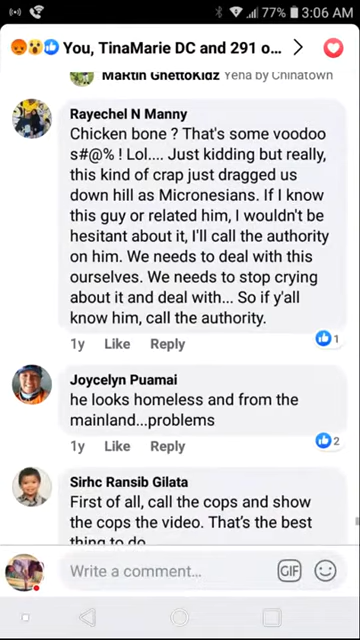 77% 3:06 AM
You, TinaMarie DC and 291 o...
Martin GhettoKidz Yena by Chinatown
Rayechel N Manny
Chicken bone ? That's some voodoo
s#@% ! Lol.... Just kidding but really,
this kind of crap just dragged us
down hill as Micronesians. If I know
this guy or related him, I wouldn't be
hesitant about it, I'll call the authority
on him. We needs to deal with this
ourselves. We needs to stop crying
about it and deal with... So if y'all
know him, call the authority.
1y Like Reply 1
Joycelyn Puamai
he looks homeless and from the
mainland...problems
1y Like Reply 2
Sirhc Ransib Gilata
First of all, call the cops and show
the cops the video. That's the best
thing to do
Write a comment... GIF